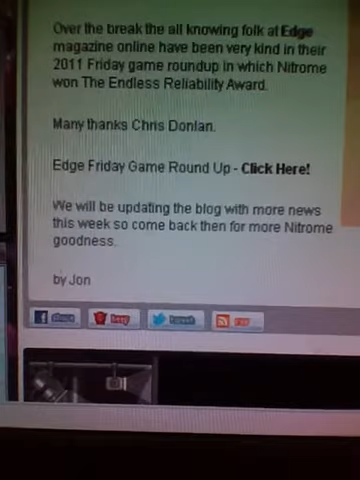 Over the break the all knowing folk at Edge
magazine online have been very kind in their
2011 Friday game roundup in which Nitrome
won The Endless Reliability Award.
Many thanks Chris Donlan.
Edge Friday Game Round Up - Click Here!
We will be updating the blog with more news
this week so come back then for more Nitrome
goodness.
by Jon
share tweet rss